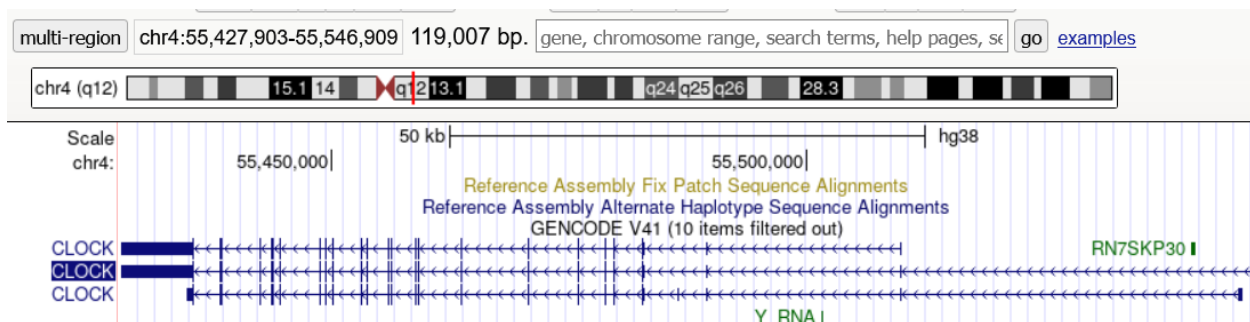 multi-region chr4:55,427,903-55,546,909 119,007 bp. gene, chromosome range, search terms, help pages, se go examples
chr4 (q12) 15.1 14 q12 13.1 q24 q25 q26 28.3
Scale 50 kb hg38
chr4: 55,450,000 55,500,000
Reference Assembly Fix Patch Sequence Alignments
Reference Assembly Alternate Haplotype Sequence Alignments
GENCODE V41 (10 items filtered out)
CLOCK RN7SKP30
CLOCK
CLOCK
Y_RNA